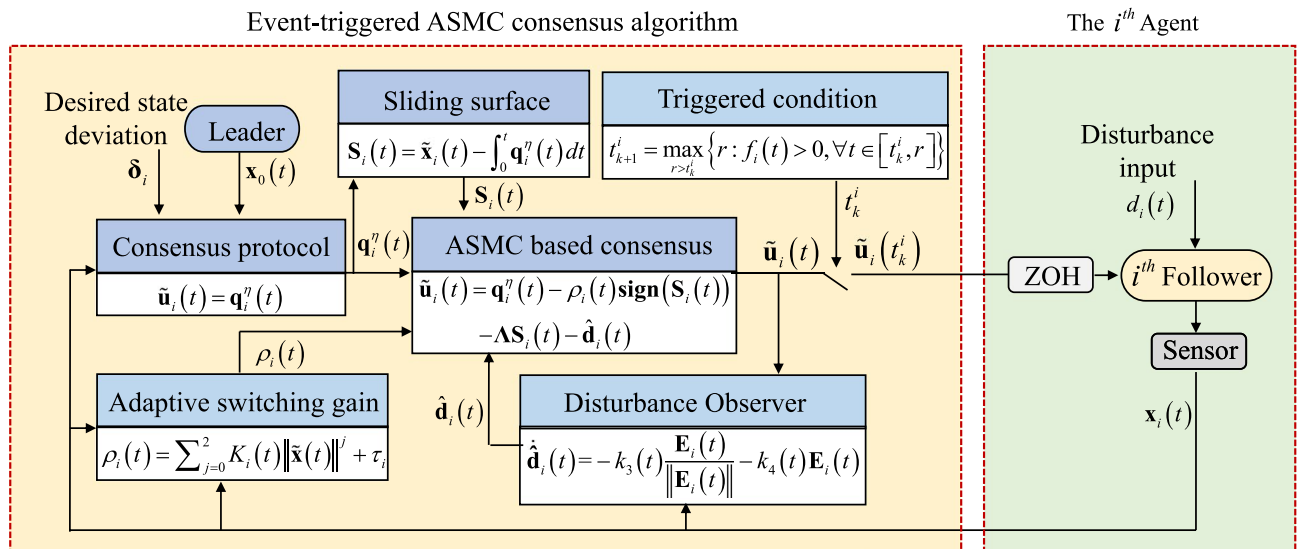 Event-triggered ASMC consensus algorithm
The i^{th} Agent
Desired state
deviation
δ_i
Leader
x_0(t)
Sliding surface
S_i(t) = x̃_i(t) − ∫_0^t q_i^η(t) dt
S_i(t)
Triggered condition
t_{k+1}^i = max_{r>t_k^i} {r : f_i(t) > 0, ∀t ∈ [t_k^i, r]}
t_k^i
Disturbance
input
d_i(t)
Consensus protocol
ũ_i(t) = q_i^η(t)
q_i^η(t)
ASMC based consensus
ũ_i(t) = q_i^η(t) − ρ_i(t) sign(S_i(t))
−ΛS_i(t) − d̂_i(t)
ũ_i(t)
ũ_i(t_k^i)
ZOH
i^{th} Follower
Sensor
x_i(t)
ρ_i(t)
Adaptive switching gain
ρ_i(t) = ∑_{j=0}^2 K_i(t) ‖x̃(t)‖^j + τ_i
d̂_i(t)
Disturbance Observer
\dot{d̂}_i(t) = −k_3(t) \frac{E_i(t)}{‖E_i(t)‖} − k_4(t) E_i(t)